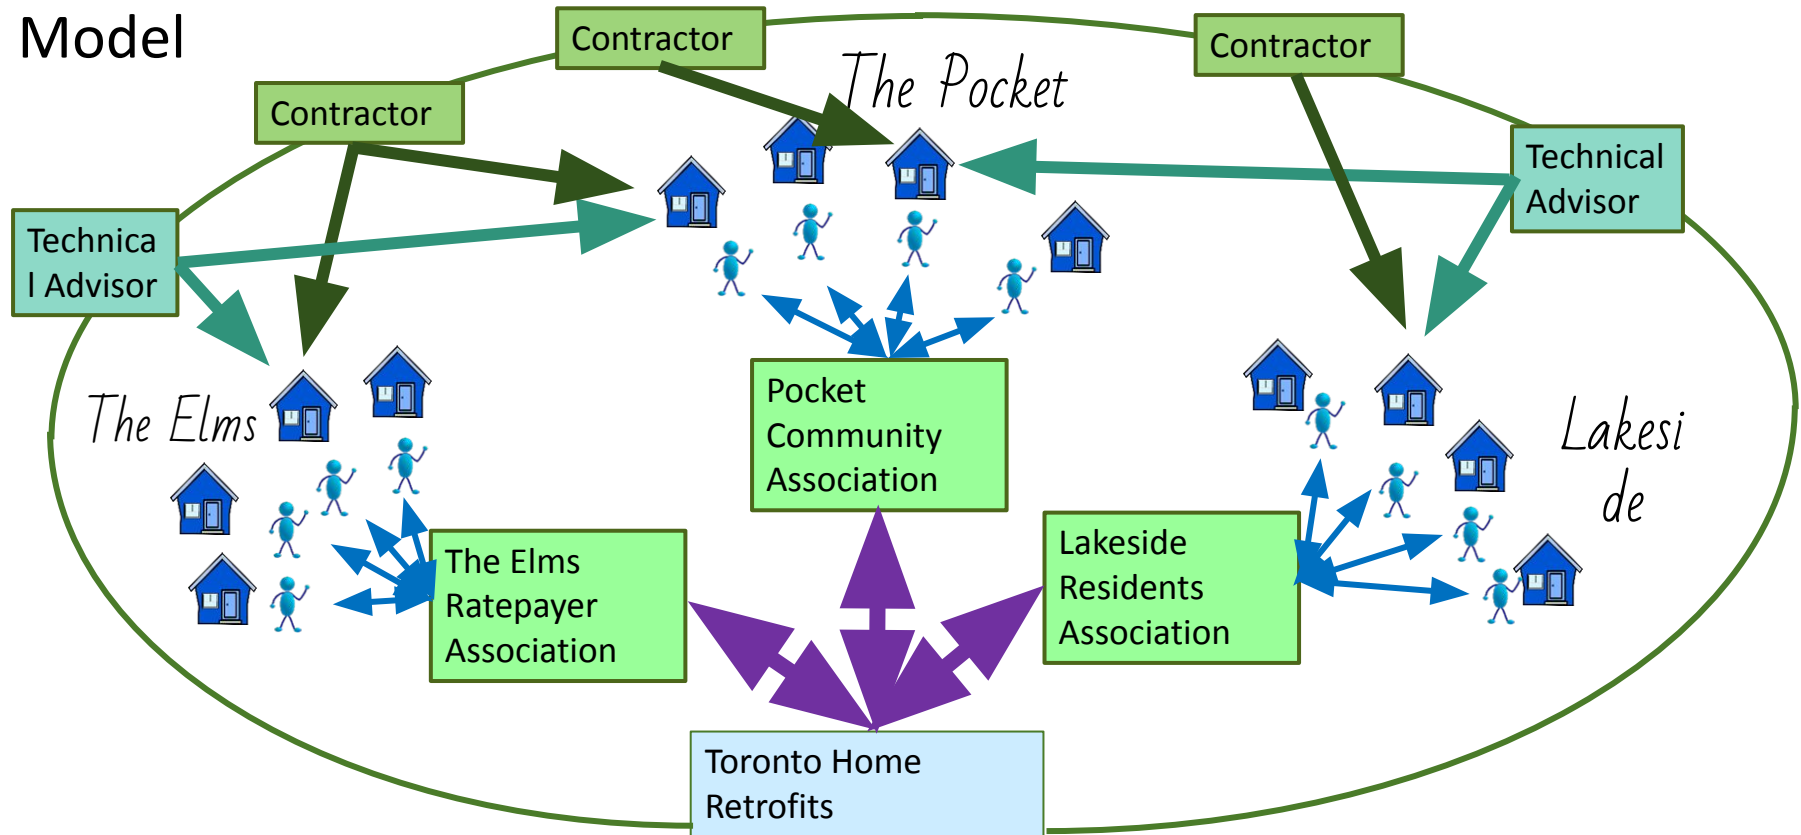 Model
Contractor
Contractor
Contractor
The Pocket
Technical
Advisor
Technica
l Advisor
The Elms
Pocket
Community
Association
Lakesi
de
The Elms
Ratepayer
Association
Lakeside
Residents
Association
Toronto Home
Retrofits